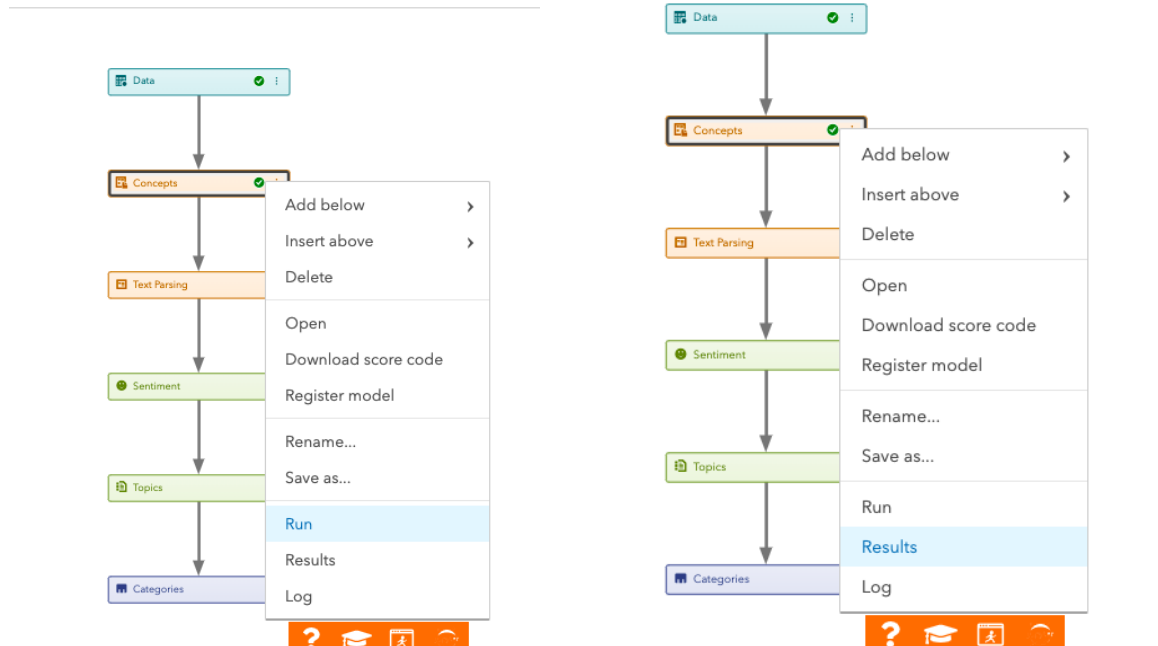 Data
Concepts
Add below
Insert above
Delete
Text Parsing
Open
Download score code
Register model
Sentiment
Rename...
Save as...
Topics
Run
Results
Log
Categories
?
Data
Concepts
Add below
Insert above
Delete
Text Parsing
Open
Download score code
Register model
Sentiment
Rename...
Save as...
Topics
Run
Results
Log
Categories
?